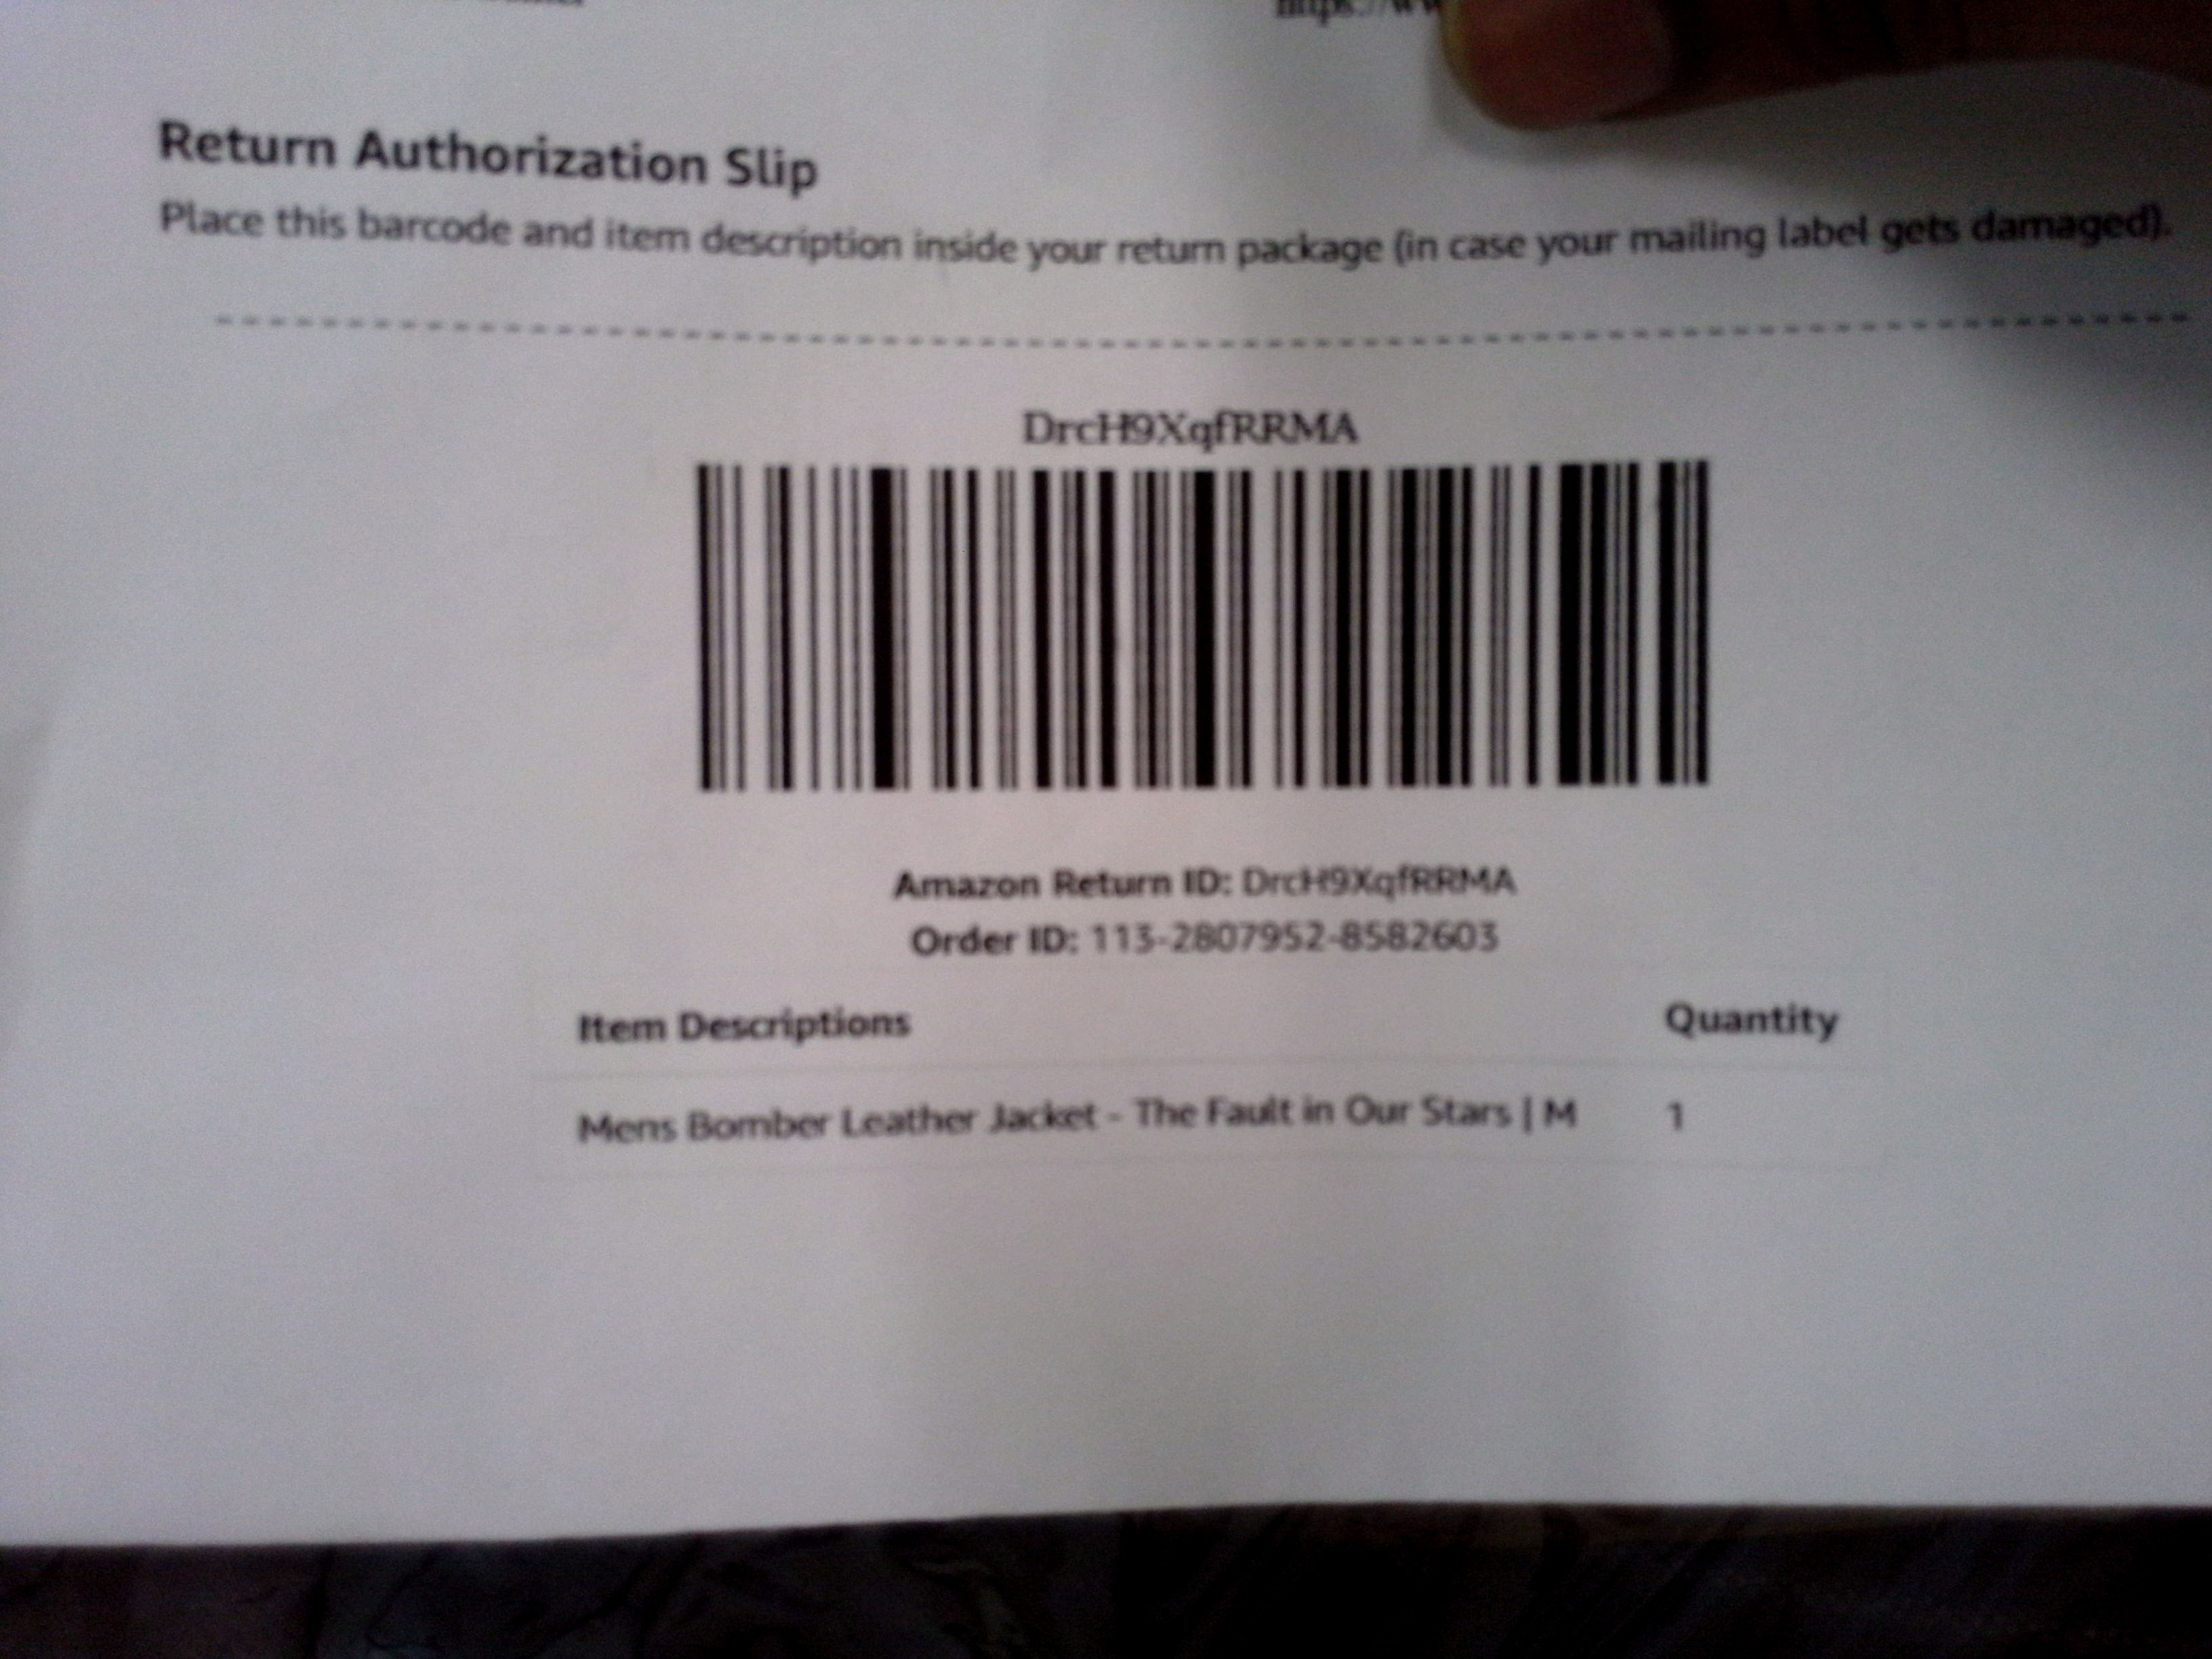 Return Authorization Slip
Place this barcode and item description inside your return package (in case your mailing label gets damaged).
DrcH9XqfRRMA
Amazon Return ID: DrcH9XqfRRMA
Order ID: 113-2807952-8582603
Item Descriptions Quantity
Mens Bomber Leather Jacket - The Fault in Our Stars | M 1